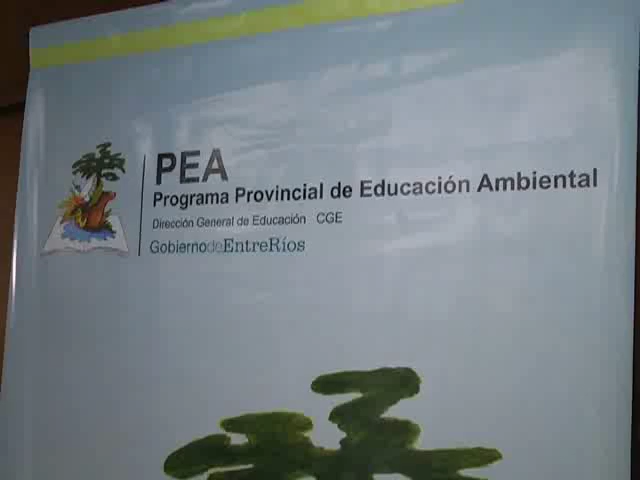 PEA
Programa Provincial de Educación Ambiental
Dirección General de Educación CGE
GobiernodeEntreRíos